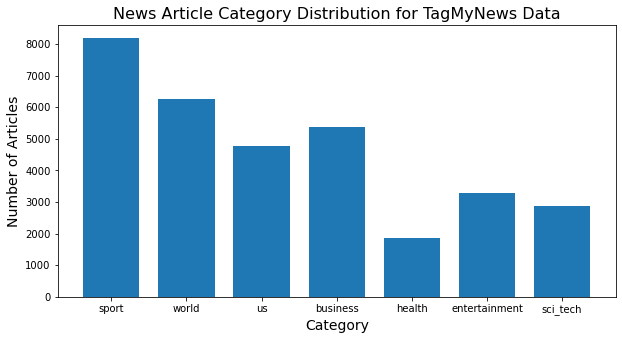 News Article Category Distribution for TagMyNews Data
8000
7000
6000
5000
4000
3000
2000
1000
0
Number of Articles
sport world us business health entertainment sci_tech
Category